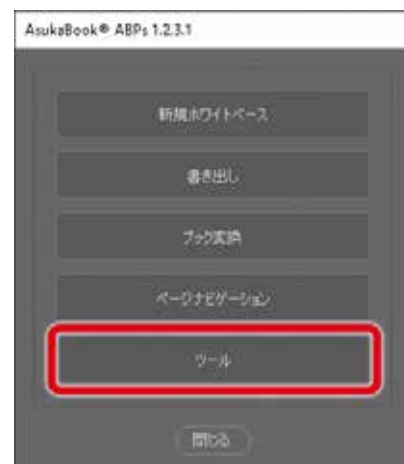 AsukaBook® ABPs 1.2.3.1
新規ホワイトベース
書き出し
ブック変換
ページナビゲーション
ツール
閉じる